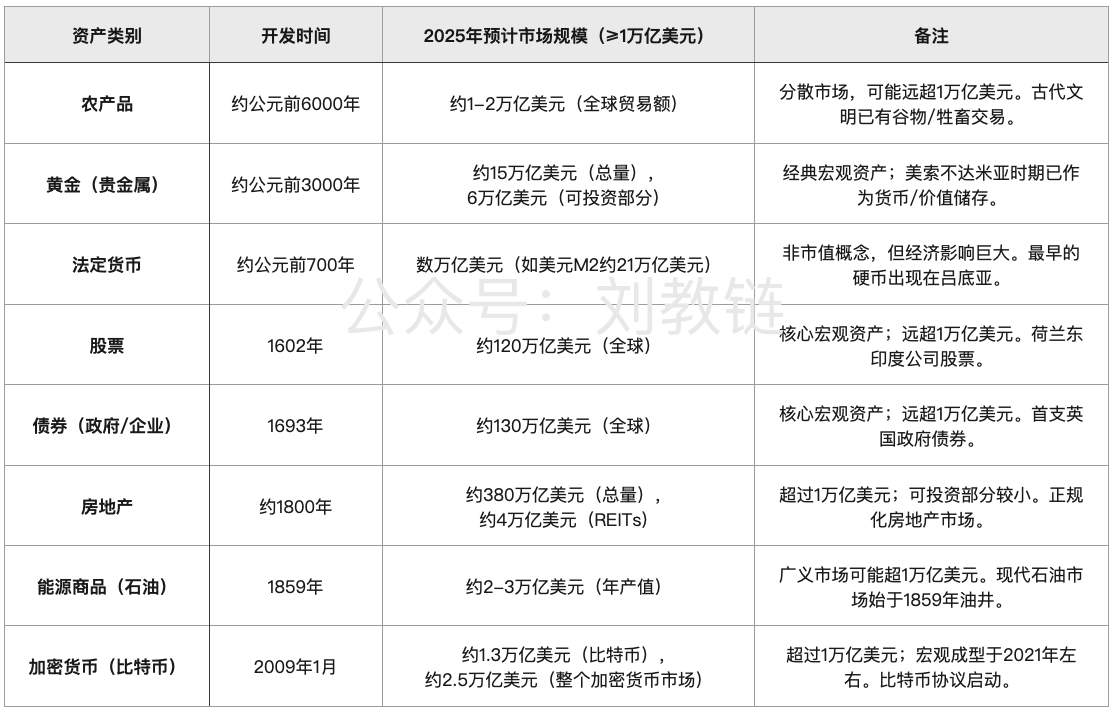 资产类别
开发时间
2025年预计市场规模（≥1万亿美元）
备注
农产品
约公元前6000年
约1-2万亿美元（全球贸易额）
分散市场，可能远超1万亿美元。古代文
明已有谷物/牲畜交易。
黄金（贵金属）
约公元前3000年
约15万亿美元（总量），
6万亿美元（可投资部分）
经典宏观资产；美索不达米亚时期已作
为货币/价值储存。
法定货币
约公元前700年
数万亿美元（如美元M2约21万亿美元）
非市值概念，但经济影响巨大。最早的
硬币出现在吕底亚。
公众号：刘教链
股票
1602年
约120万亿美元（全球）
核心宏观资产；远超1万亿美元。荷兰东
印度公司股票。
债券（政府/企业）
1693年
约130万亿美元（全球）
核心宏观资产；远超1万亿美元。首支英
国政府债券。
房地产
约1800年
约380万亿美元（总量），
约4万亿美元（REITs）
超过1万亿美元；可投资部分较小。正规
化房地产市场。
能源商品（石油）
1859年
约2-3万亿美元（年产值）
广义市场可能超1万亿美元。现代石油市
场始于1859年油井。
加密货币（比特币）
2009年1月
约1.3万亿美元（比特币），
约2.5万亿美元（整个加密货币市场）
超过1万亿美元；宏观成型于2021年左
右。比特币协议启动。